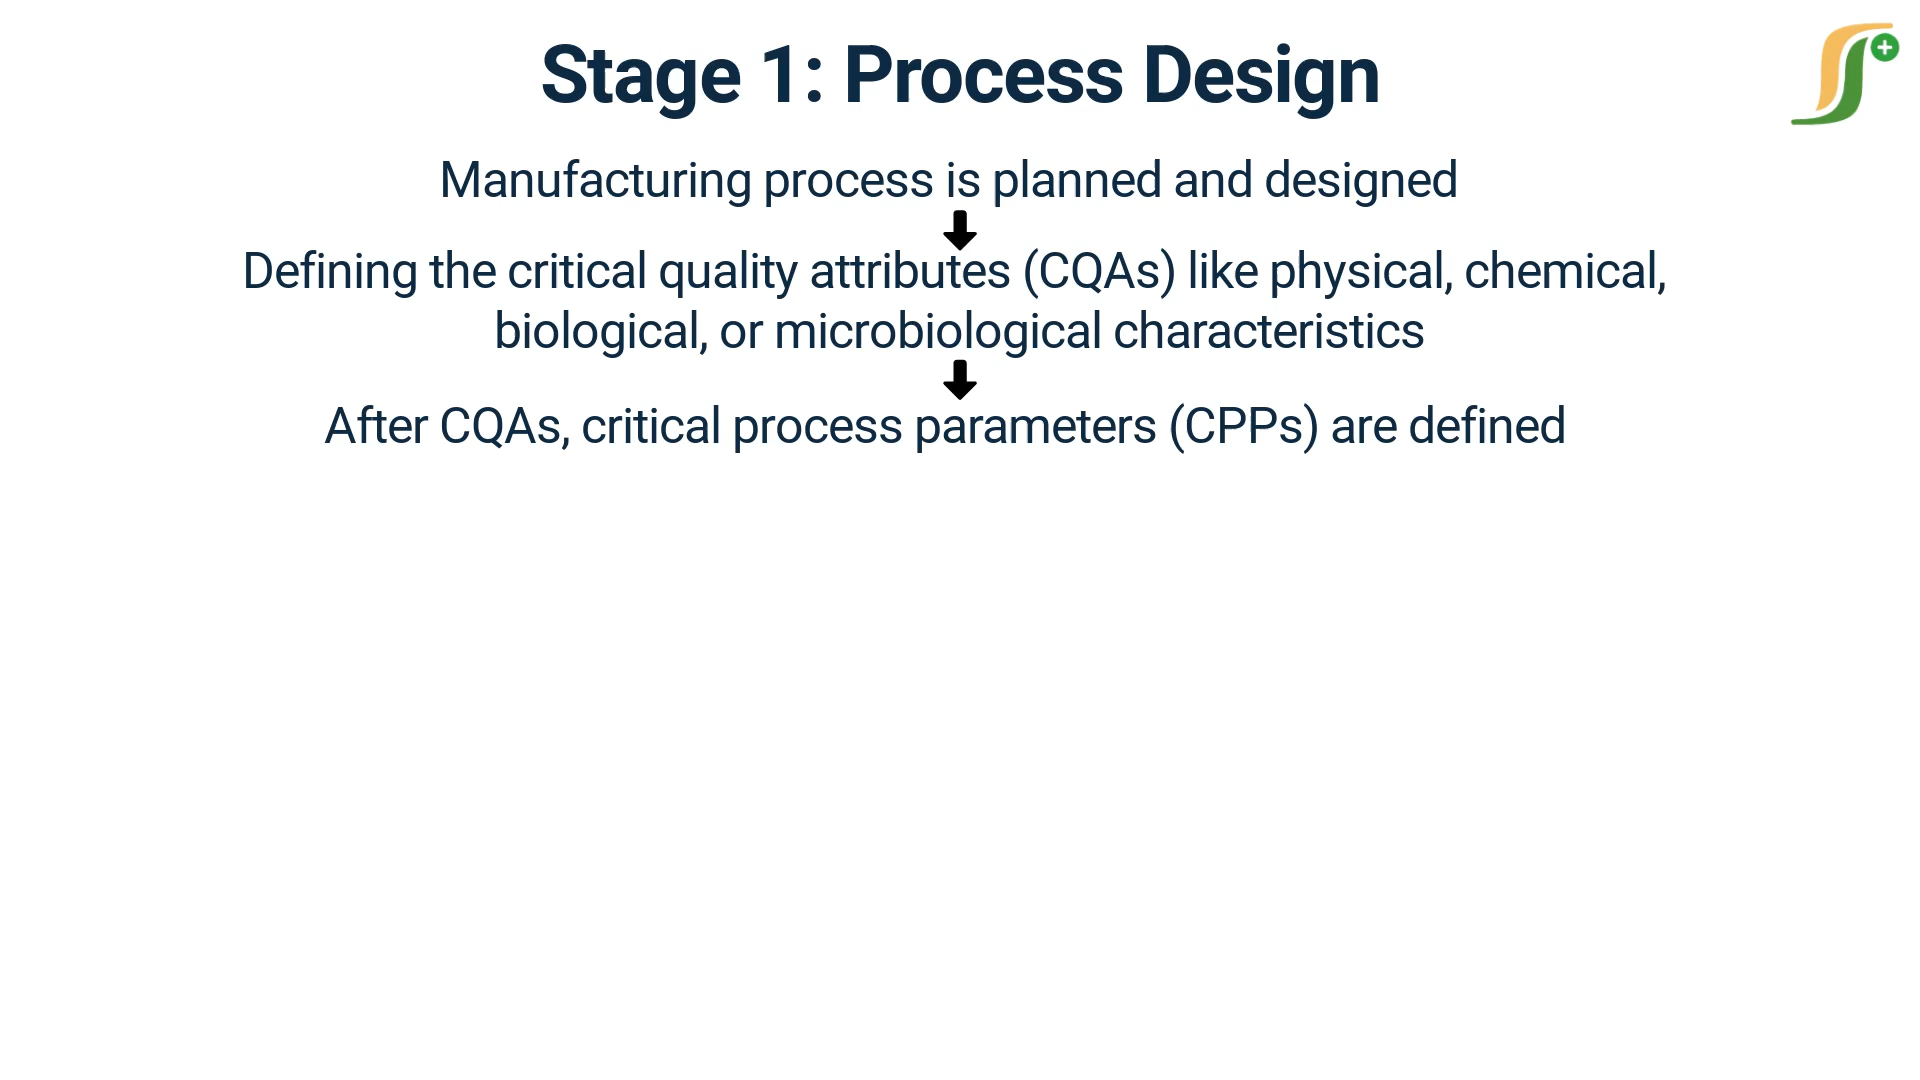 Stage 1: Process Design
Manufacturing process is planned and designed
Defining the critical quality attributes (CQAs) like physical, chemical,
biological, or microbiological characteristics
After CQAs, critical process parameters (CPPs) are defined